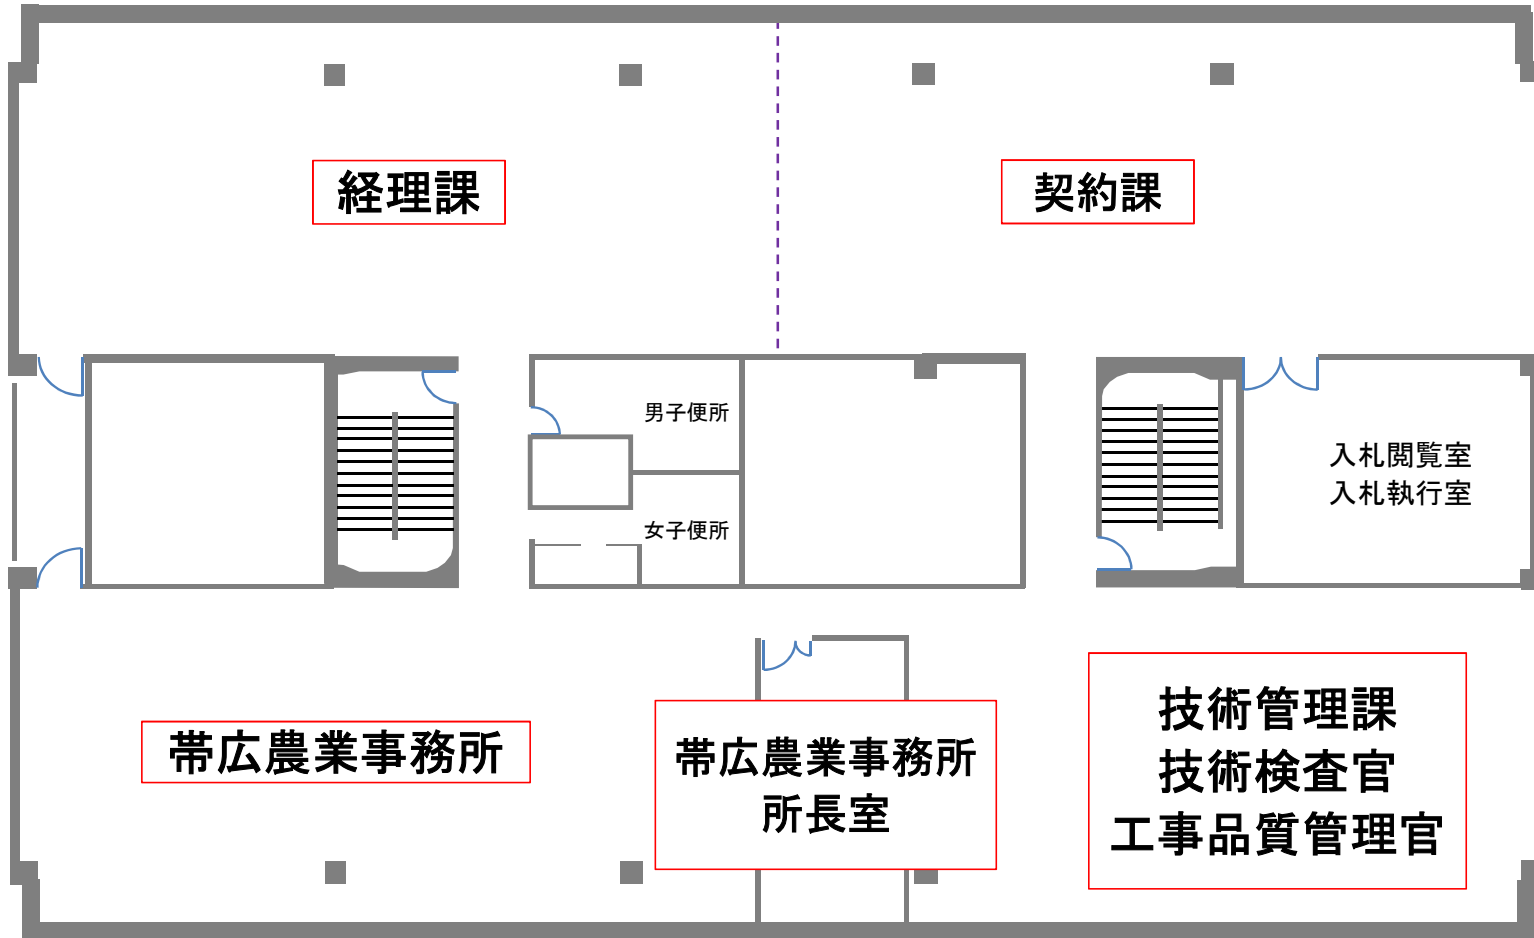 経理課
契約課
男子便所
女子便所
入札閲覧室
入札執行室
帯広農業事務所
帯広農業事務所
所長室
技術管理課
技術検査官
工事品質管理官